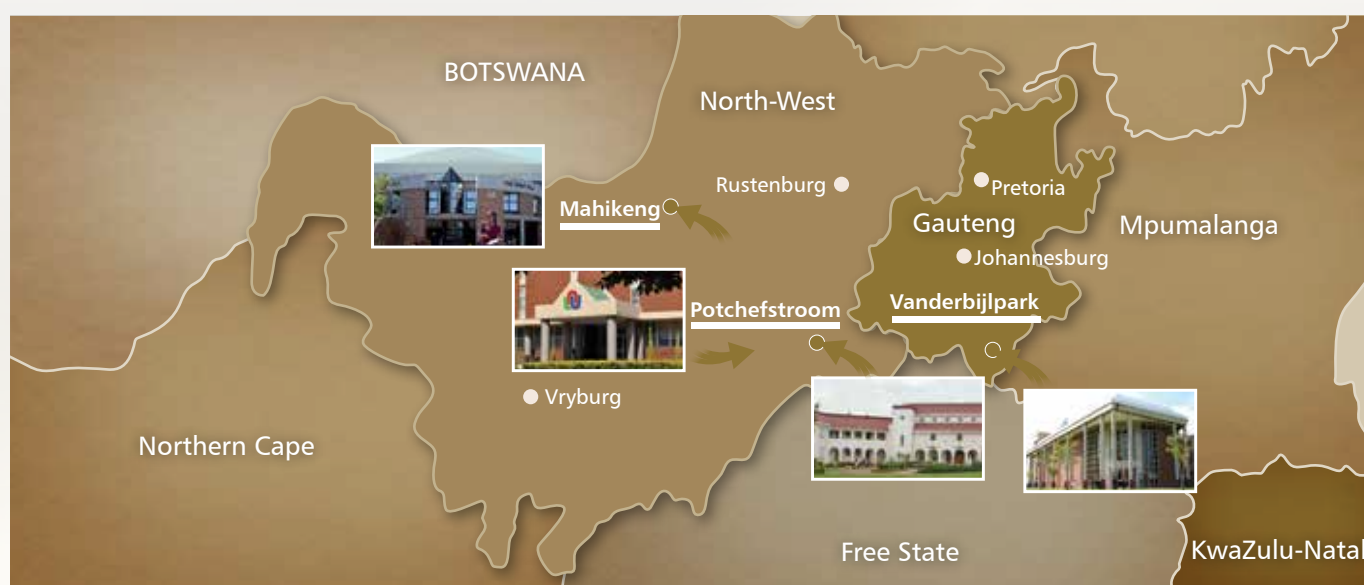 BOTSWANA
North-West
Rustenburg
Pretoria
Mahikeng
Gauteng
Mpumalanga
Johannesburg
Potchefstroom
Vanderbijlpark
Vryburg
Northern Cape
Free State
KwaZulu-Natal